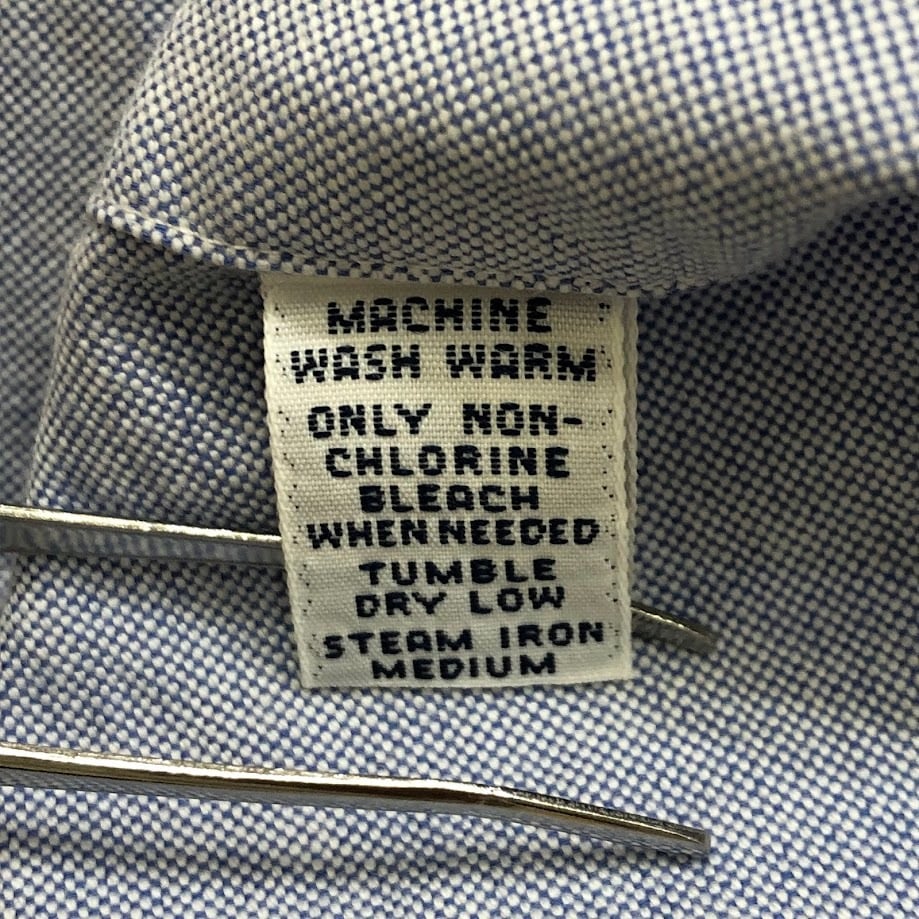 MACHINE
WASH WARM
ONLY NON-
CHLORINE
BLEACH
WHEN NEEDED
TUMBLE
DRY LOW
STEAM IRON
MEDIUM